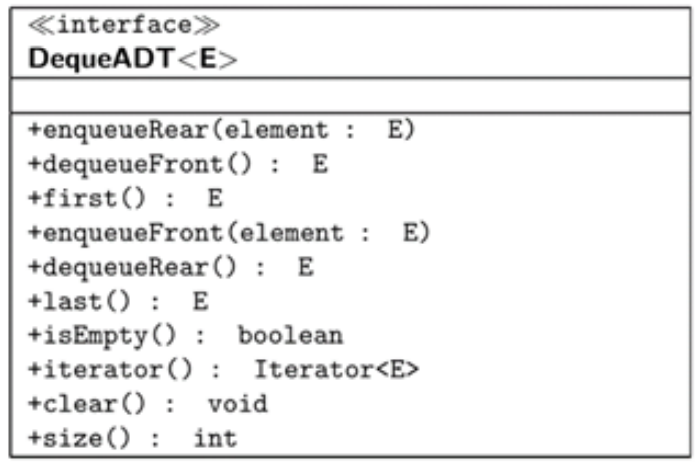 ≪interface≫
DequeADT<E>
+enqueueRear(element : E)
+dequeueFront() : E
+first() : E
+enqueueFront(element : E)
+dequeueRear() : E
+last() : E
+isEmpty() : boolean
+iterator() : Iterator<E>
+clear() : void
+size() : int